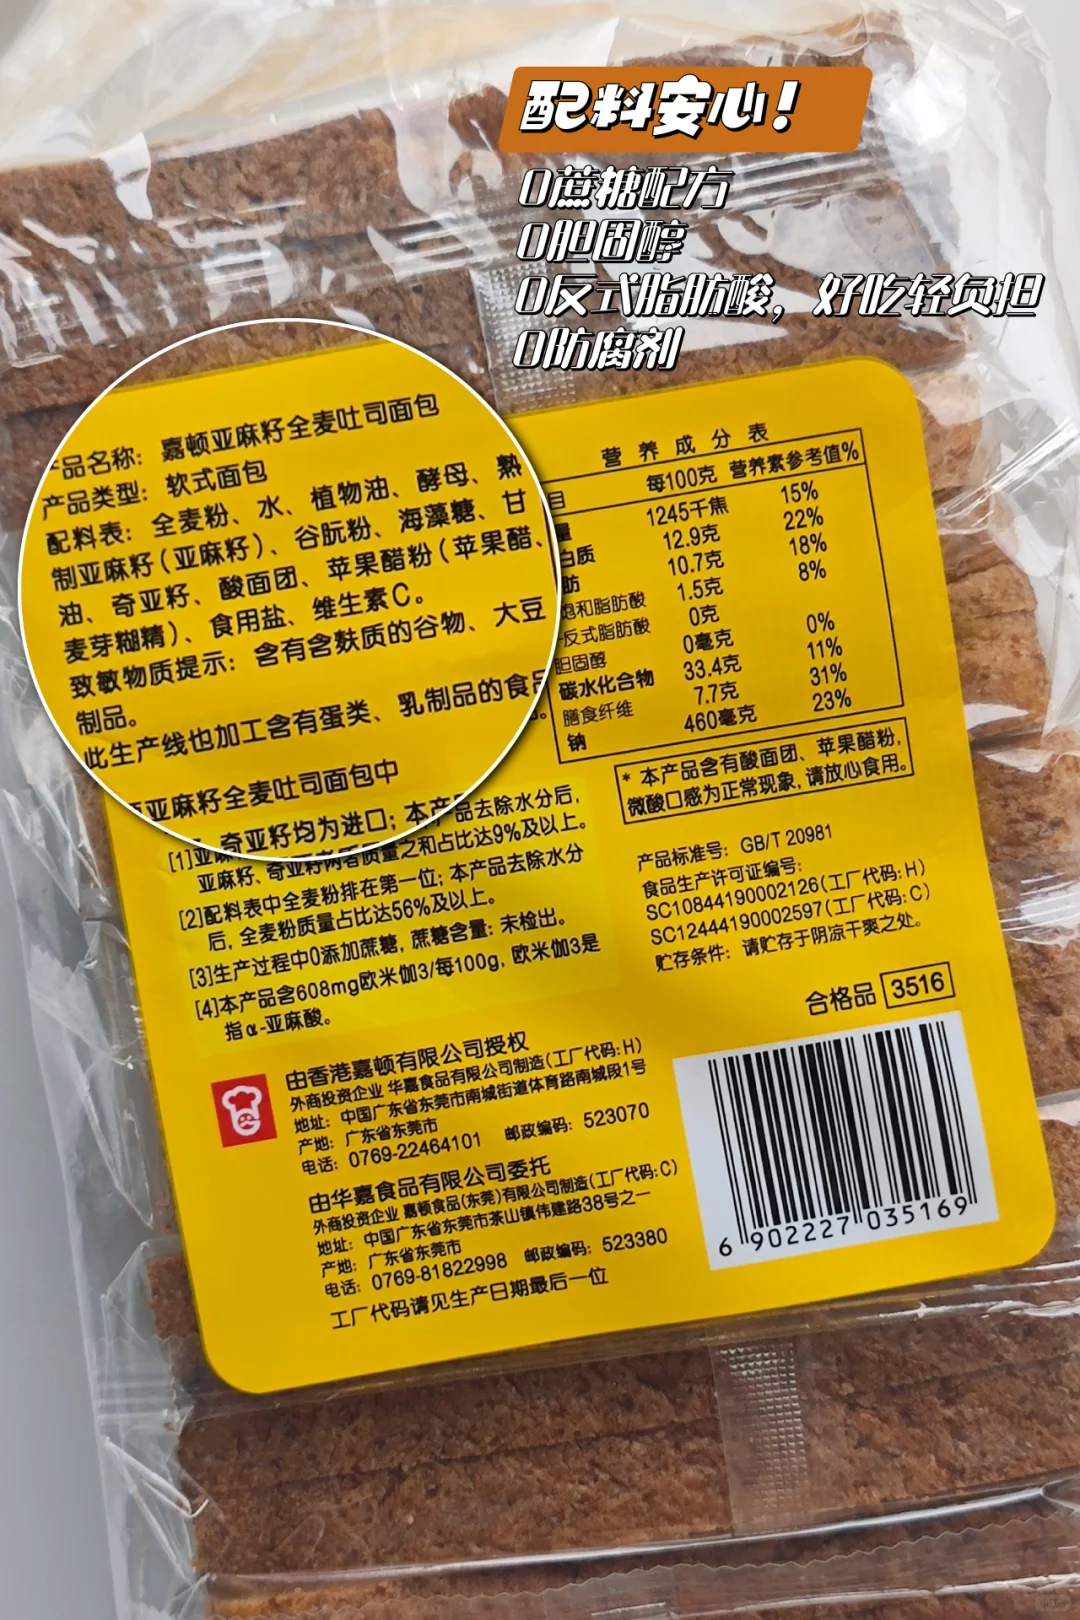 配料安心！
0蔗糖配方
0胆固醇
0反式脂肪酸，好吃轻负担
0防腐剂
产品名称：嘉顿亚麻籽全麦吐司面包
产品类型：软式面包
配料表：全麦粉、水、植物油、酵母、熟
制亚麻籽（亚麻籽）、谷朊粉、海藻糖、甘
油、奇亚籽、酸面团、苹果醋粉（苹果醋、
麦芽糊精）、食用盐、维生素C。
致敏物质提示：含有含麸质的谷物、大豆
制品。
此生产线也加工含有蛋类、乳制品的食品
亚麻籽全麦吐司面包中
[1]亚麻籽、奇亚籽均为进口；本产品去除水分后，
亚麻籽、奇亚籽两者质量之和占比达9%及以上。
[2]配料表中全麦粉排在第一位；本产品去除水分
后，全麦粉质量占比达56%及以上。
[3]生产过程中0添加蔗糖，蔗糖含量：未检出。
[4]本产品含608mg欧米伽3/每100g，欧米伽3是
指α-亚麻酸。
营养成分表
目 每100克 营养素参考值%
量 1245千焦 15%
白质 12.9克 22%
肪 10.7克 18%
饱和脂肪酸 1.5克 8%
-反式脂肪酸 0克
胆固醇 0毫克 0%
碳水化合物 33.4克 11%
膳食纤维 7.7克 31%
钠 460毫克 23%
* 本产品含有酸面团、苹果醋粉，
微酸口感为正常现象，请放心食用。
产品标准号：GB/T 20981
食品生产许可证编号：
SC10844190002126（工厂代码：H）
SC12444190002597（工厂代码：C）
贮存条件：请贮存于阴凉干爽之处。
合格品 3516
由香港嘉顿有限公司授权
外商投资企业 华嘉食品有限公司制造（工厂代码：H）
地址：中国广东省东莞市南城街道体育路南城段1号
产地：广东省东莞市
电话：0769-22464101 邮政编码：523070
由华嘉食品有限公司委托
外商投资企业 嘉顿食品（东莞）有限公司制造（工厂代码：C）
地址：中国广东省东莞市茶山镇伟建路38号之一
产地：广东省东莞市
电话：0769-81822998 邮政编码：523380
工厂代码请见生产日期最后一位
6 902227 035169